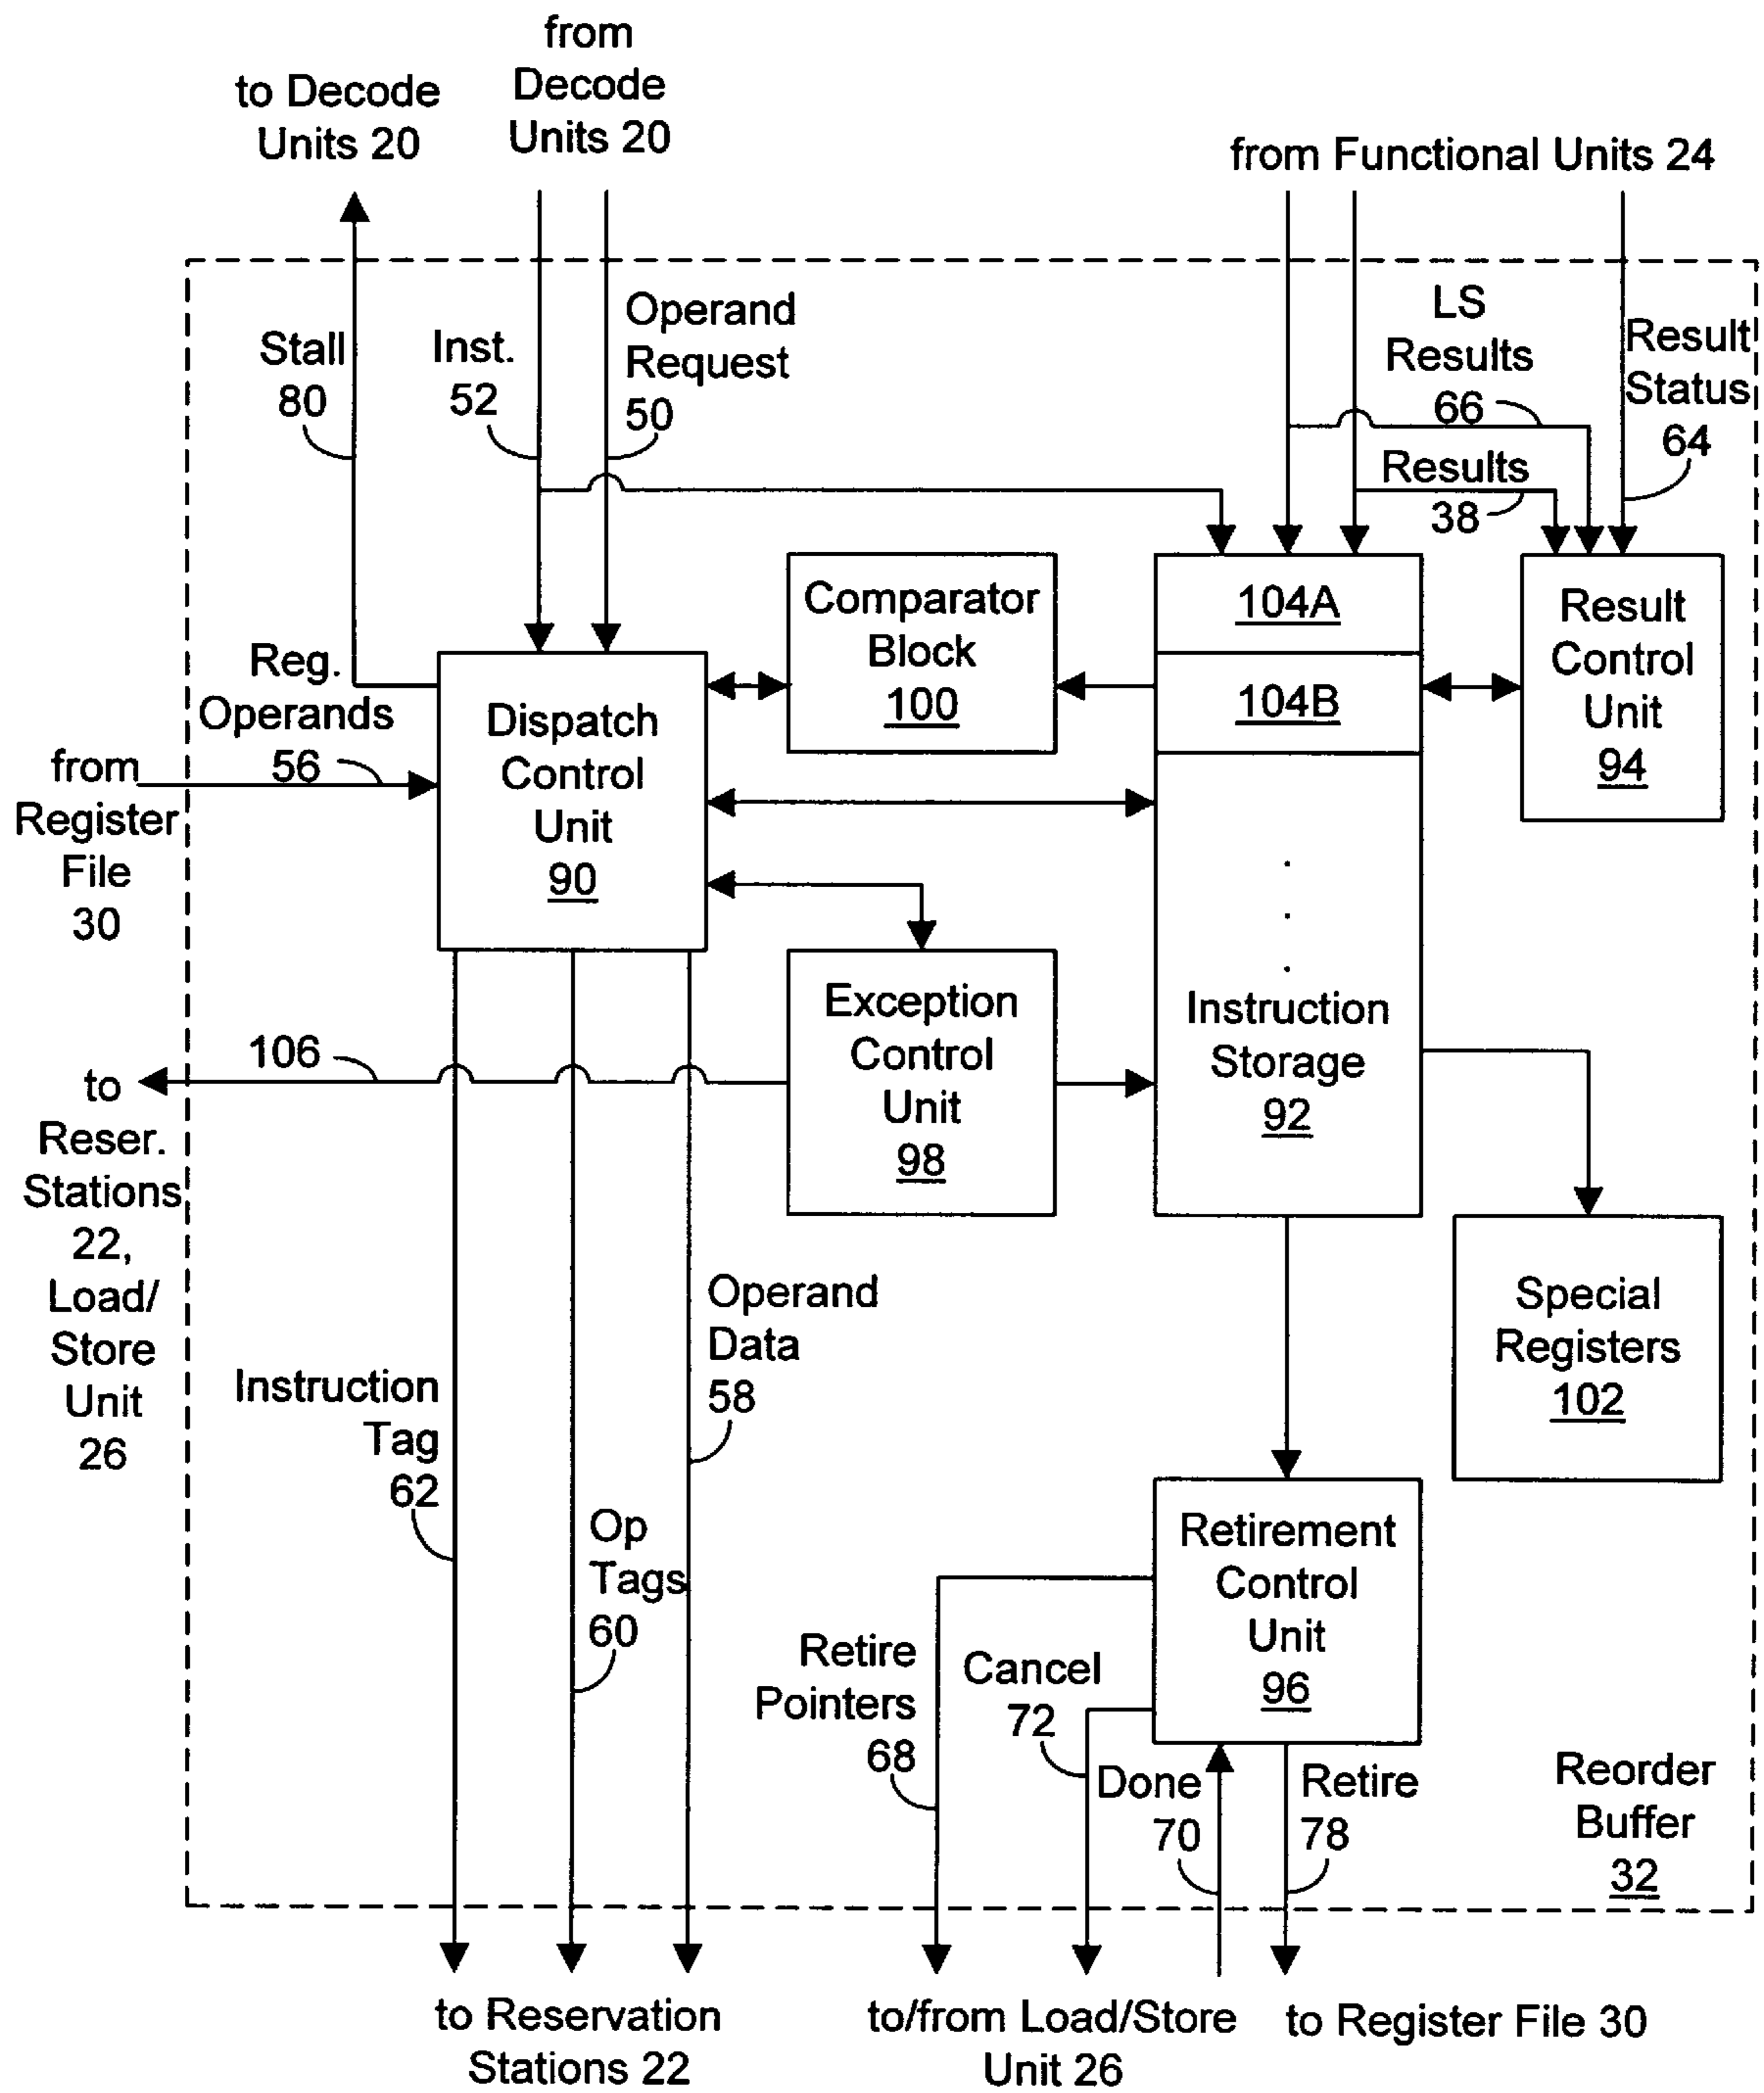 from
Decode
Units 20
to Decode
Units 20
from Functional Units 24
Stall
80
Inst.
52
Operand
Request
50
LS
Results
66
Result
Status
64
Results
38
Comparator
Block
100
104A
104B
Result
Control
Unit
94
Reg.
Operands
56
from
Register
File
30
Dispatch
Control
Unit
90
Exception
Control
Unit
98
Instruction
Storage
92
106
to
Reser.
Stations
22,
Load/
Store
Unit
26
Special
Registers
102
Instruction
Tag
62
Operand
Data
58
Op
Tags
60
Retirement
Control
Unit
96
Retire
Pointers
68
Cancel
72
Done
70
Retire
78
Reorder
Buffer
32
to Reservation
Stations 22
to/from Load/Store
Unit 26
to Register File 30